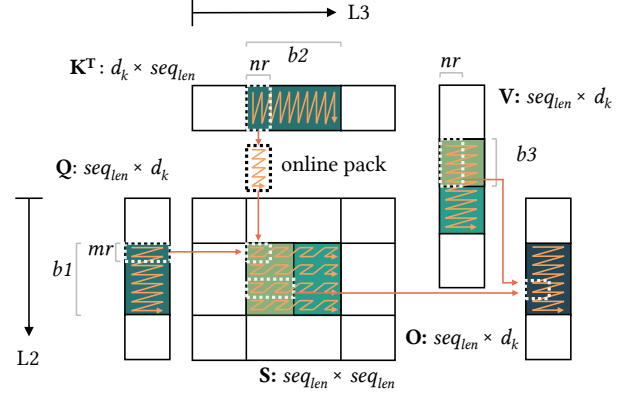 L3
b2
K^T: d_k × seq_len
nr
nr
V: seq_len × d_k
online pack
b3
Q: seq_len × d_k
mr
b1
L2
O: seq_len × d_k
S: seq_len × seq_len